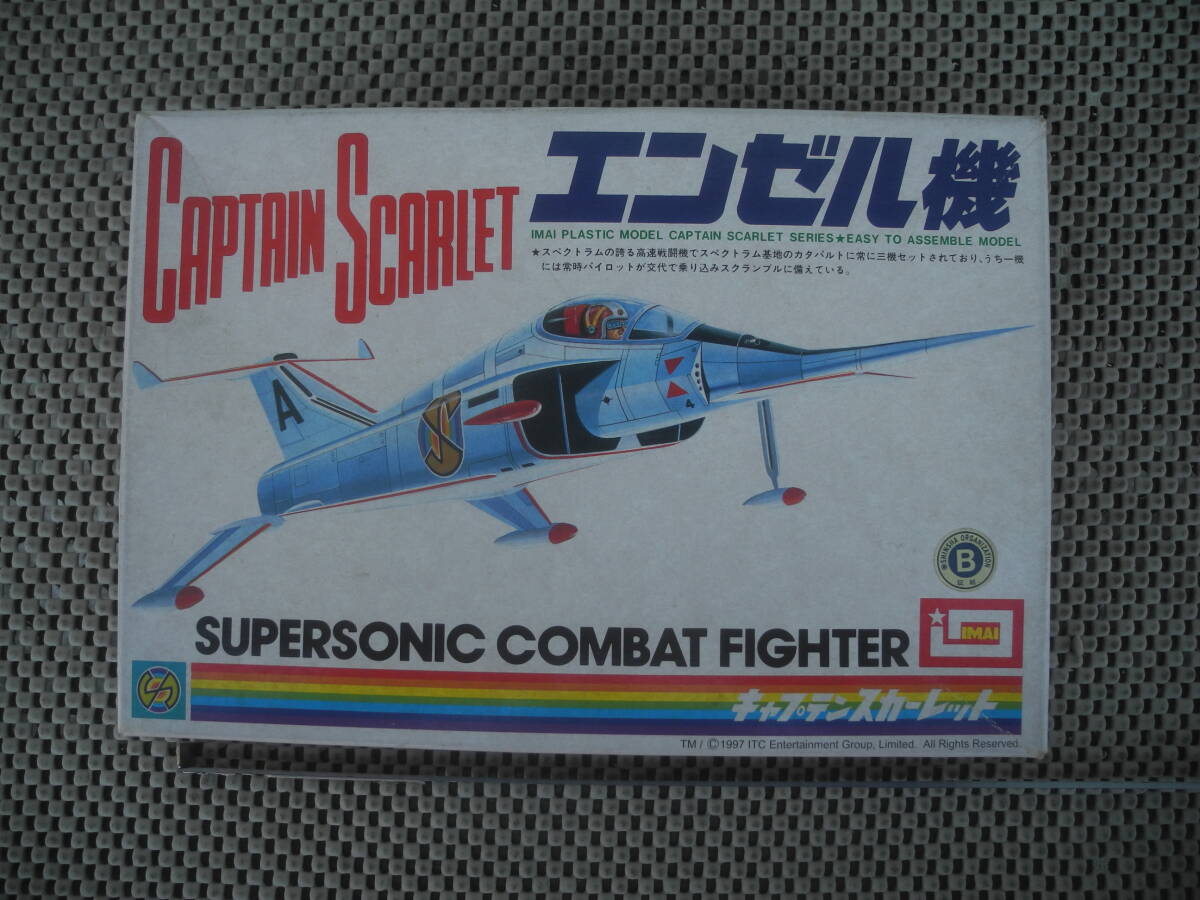 CAPTAIN SCARLET
エンゼル機
IMAI PLASTIC MODEL CAPTAIN SCARLET SERIES★EASY TO ASSEMBLE MODEL
★スペクトラムの誇る高速戦闘機でスペクトラム基地のカタパルトに常に三機セットされており、うち一機
には常時パイロットが交代で乗り込みスクランブルに備えている。
A
S
4
SHINSHA ORGANIZATION
B
IMAI
SUPERSONIC COMBAT FIGHTER
S
キャプテンスカーレット
TM / ©1997 ITC Entertainment Group, Limited. All Rights Reserved.